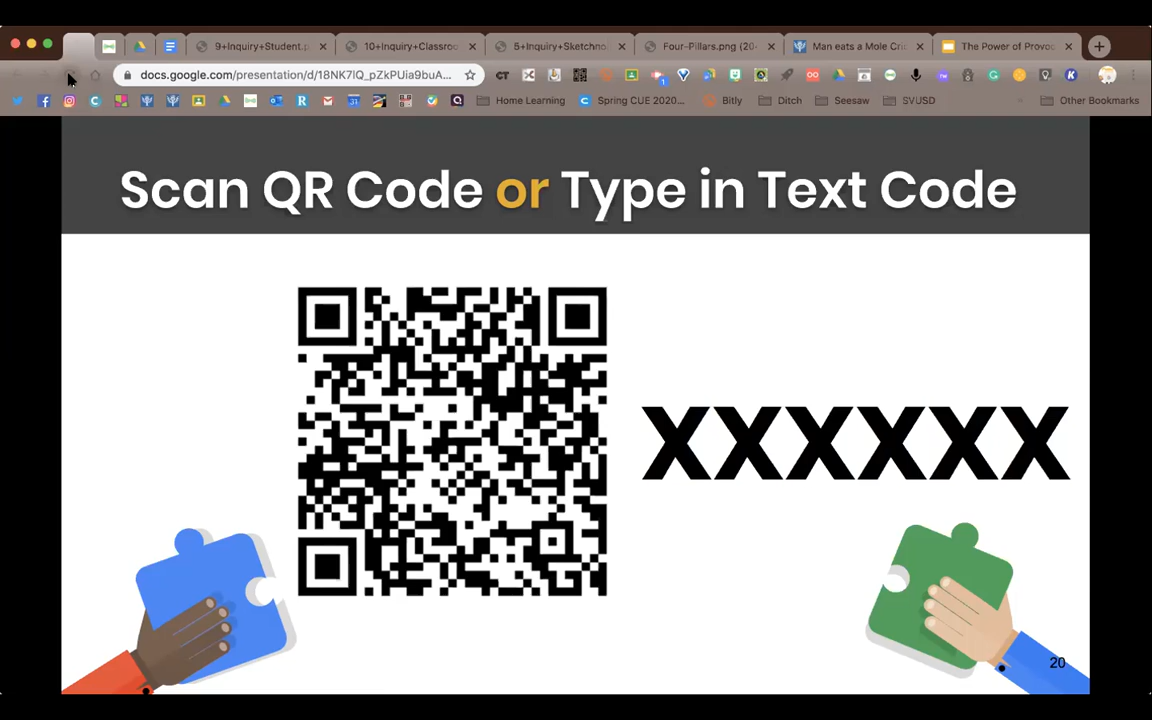 9+Inquiry+Student.p
10+Inquiry+Classroo
5+Inquiry+Sketchno
Four-Pillars.png (20
Man eats a Mole Cri
The Power of Provoc
docs.google.com/presentation/d/18NK7lQ_pZkPUia9buA...
Home Learning
Spring CUE 2020...
Bitly
Ditch
Seesaw
SVUSD
Other Bookmarks
Scan QR Code or Type in Text Code
XXXXXX
20